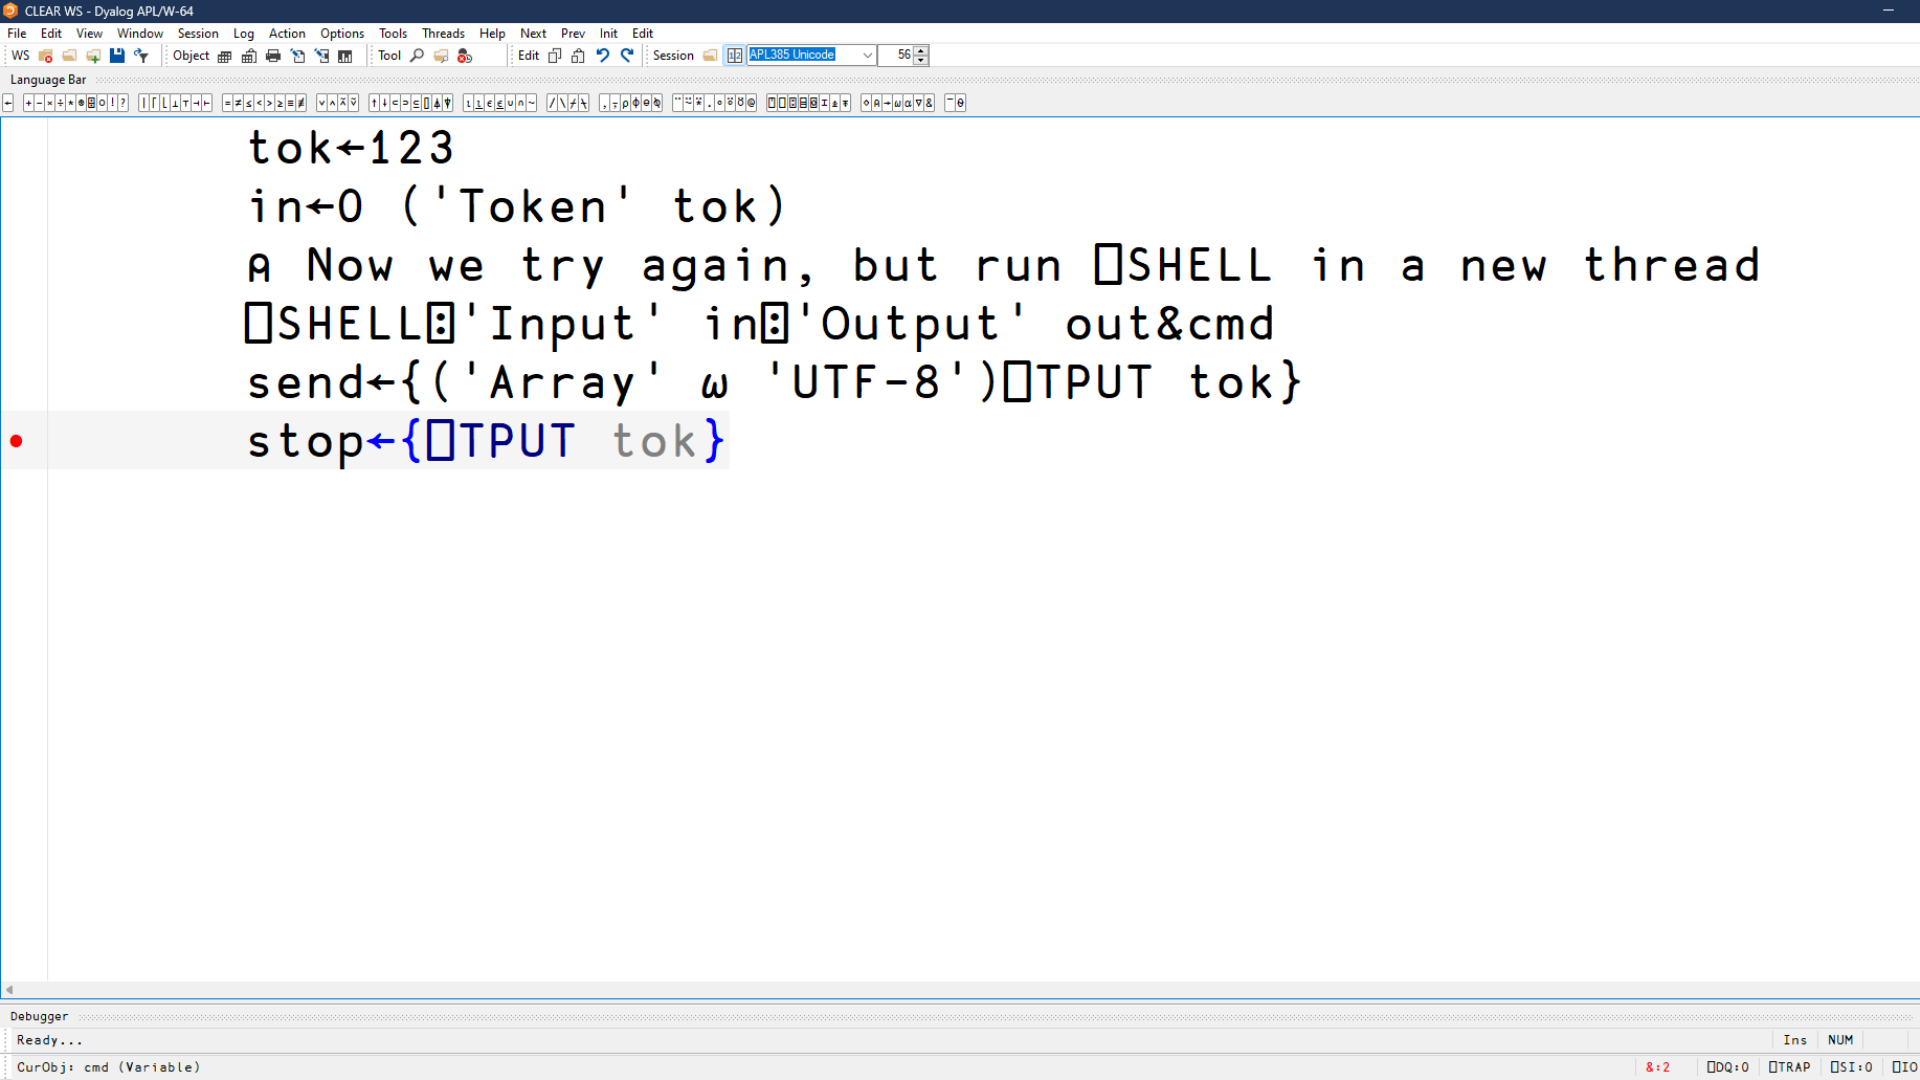 CLEAR WS - Dyalog APL/W-64
File Edit View Window Session Log Action Options Tools Threads Help Next Prev Init Edit
WS Object Tool Edit Session APL385 Unicode 56
Language Bar
tok←123
in←0 ('Token' tok)
⍝ Now we try again, but run ⎕SHELL in a new thread
⎕SHELL⍠'Input' in⍠'Output' out&cmd
send←{('Array' ⍵ 'UTF-8')⎕TPUT tok}
stop←{⎕TPUT tok}
Debugger
Ready...
Ins NUM
CurObj: cmd (Variable)
&:2 ⎕DQ:0 ⎕TRAP ⎕SI:0 ⎕IO